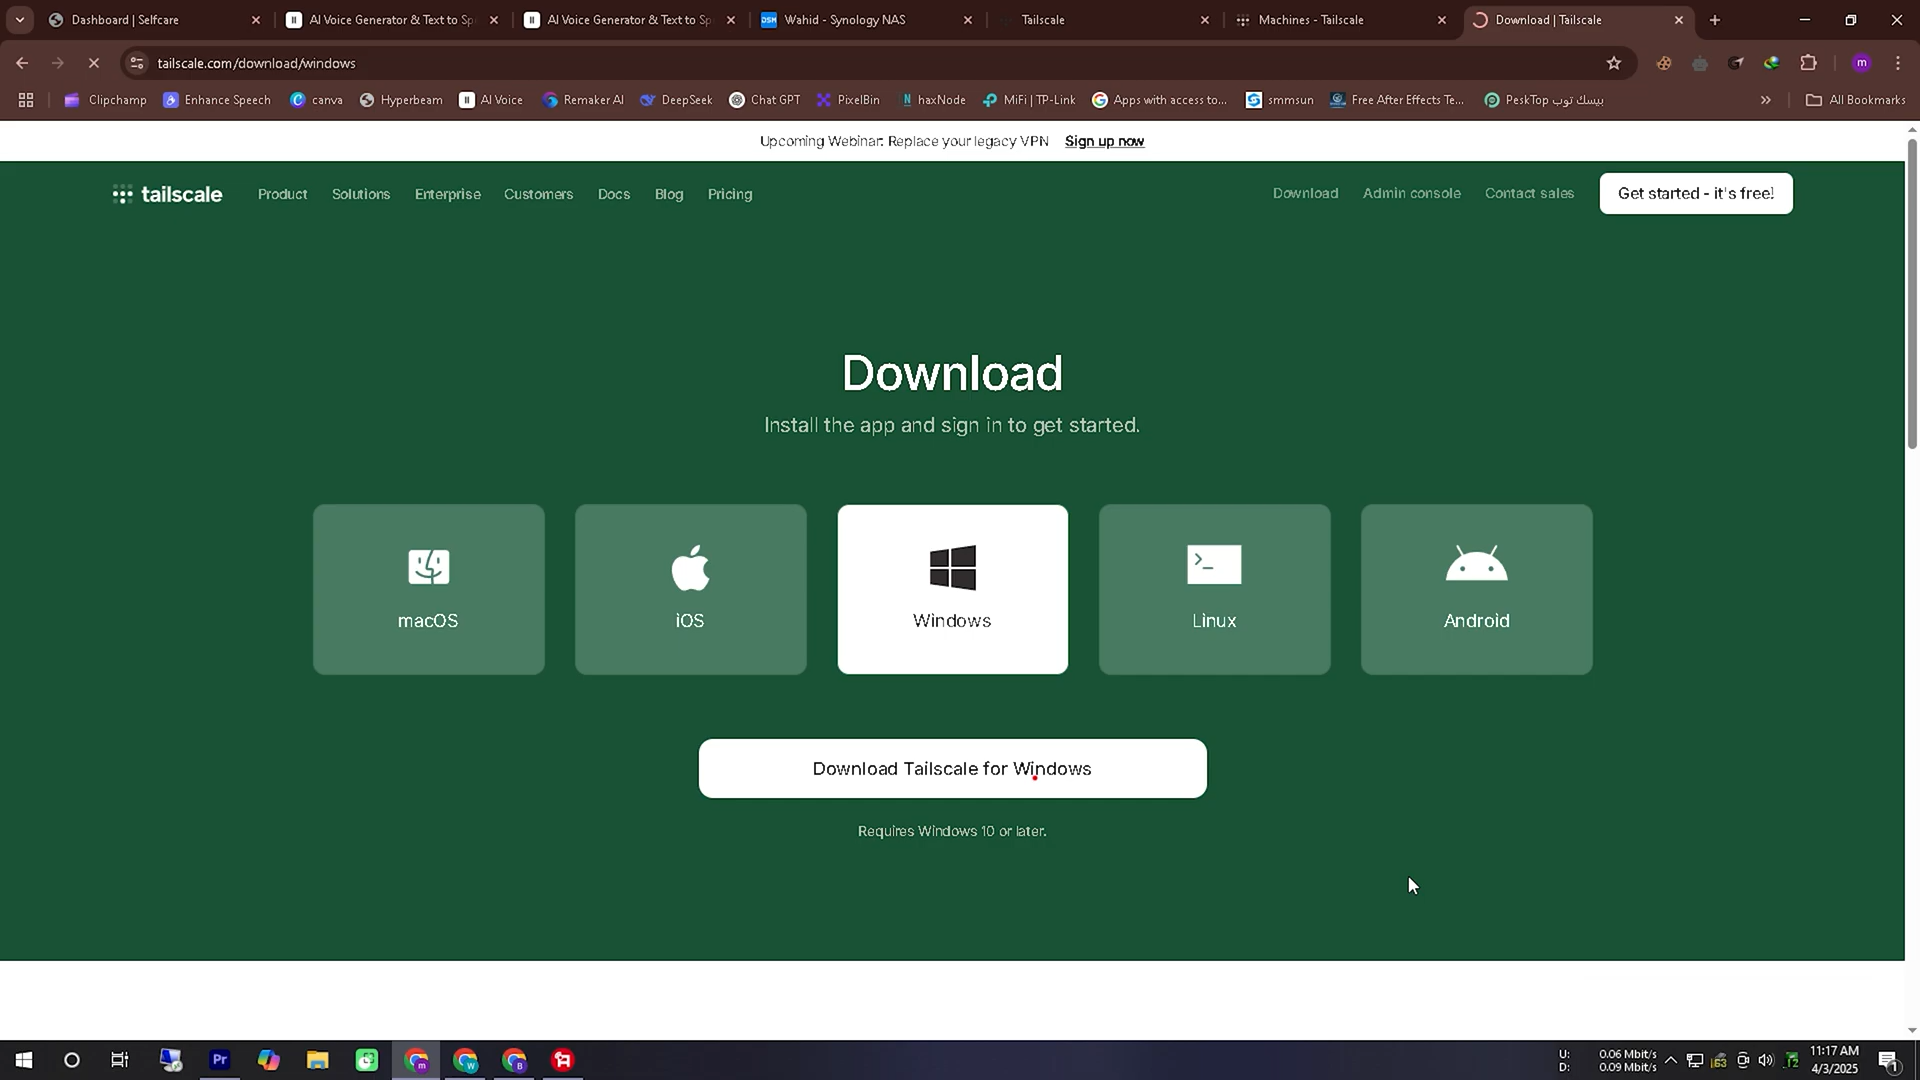 Dashboard | Selfcare
AI Voice Generator & Text to Sp
AI Voice Generator & Text to Sp
DSM Wahid - Synology NAS
Tailscale
Machines - Tailscale
Download | Tailscale
tailscale.com/download/windows
m
Clipchamp
Enhance Speech
canva
Hyperbeam
AI Voice
Remaker AI
DeepSeek
Chat GPT
PixelBin
haxNode
MiFi | TP-Link
Apps with access to...
smmsun
Free After Effects Te...
PeskTop بيسك توب
All Bookmarks
Upcoming Webinar: Replace your legacy VPN Sign up now
tailscale
Product Solutions Enterprise Customers Docs Blog Pricing
Download Admin console Contact sales
Get started - it's free!
Download
Install the app and sign in to get started.
macOS
iOS
Windows
Linux
Android
Download Tailscale for Windows
Requires Windows 10 or later.
Pr
U: 0.06 Mbit/s
D: 0.09 Mbit/s
11:17 AM
4/3/2025